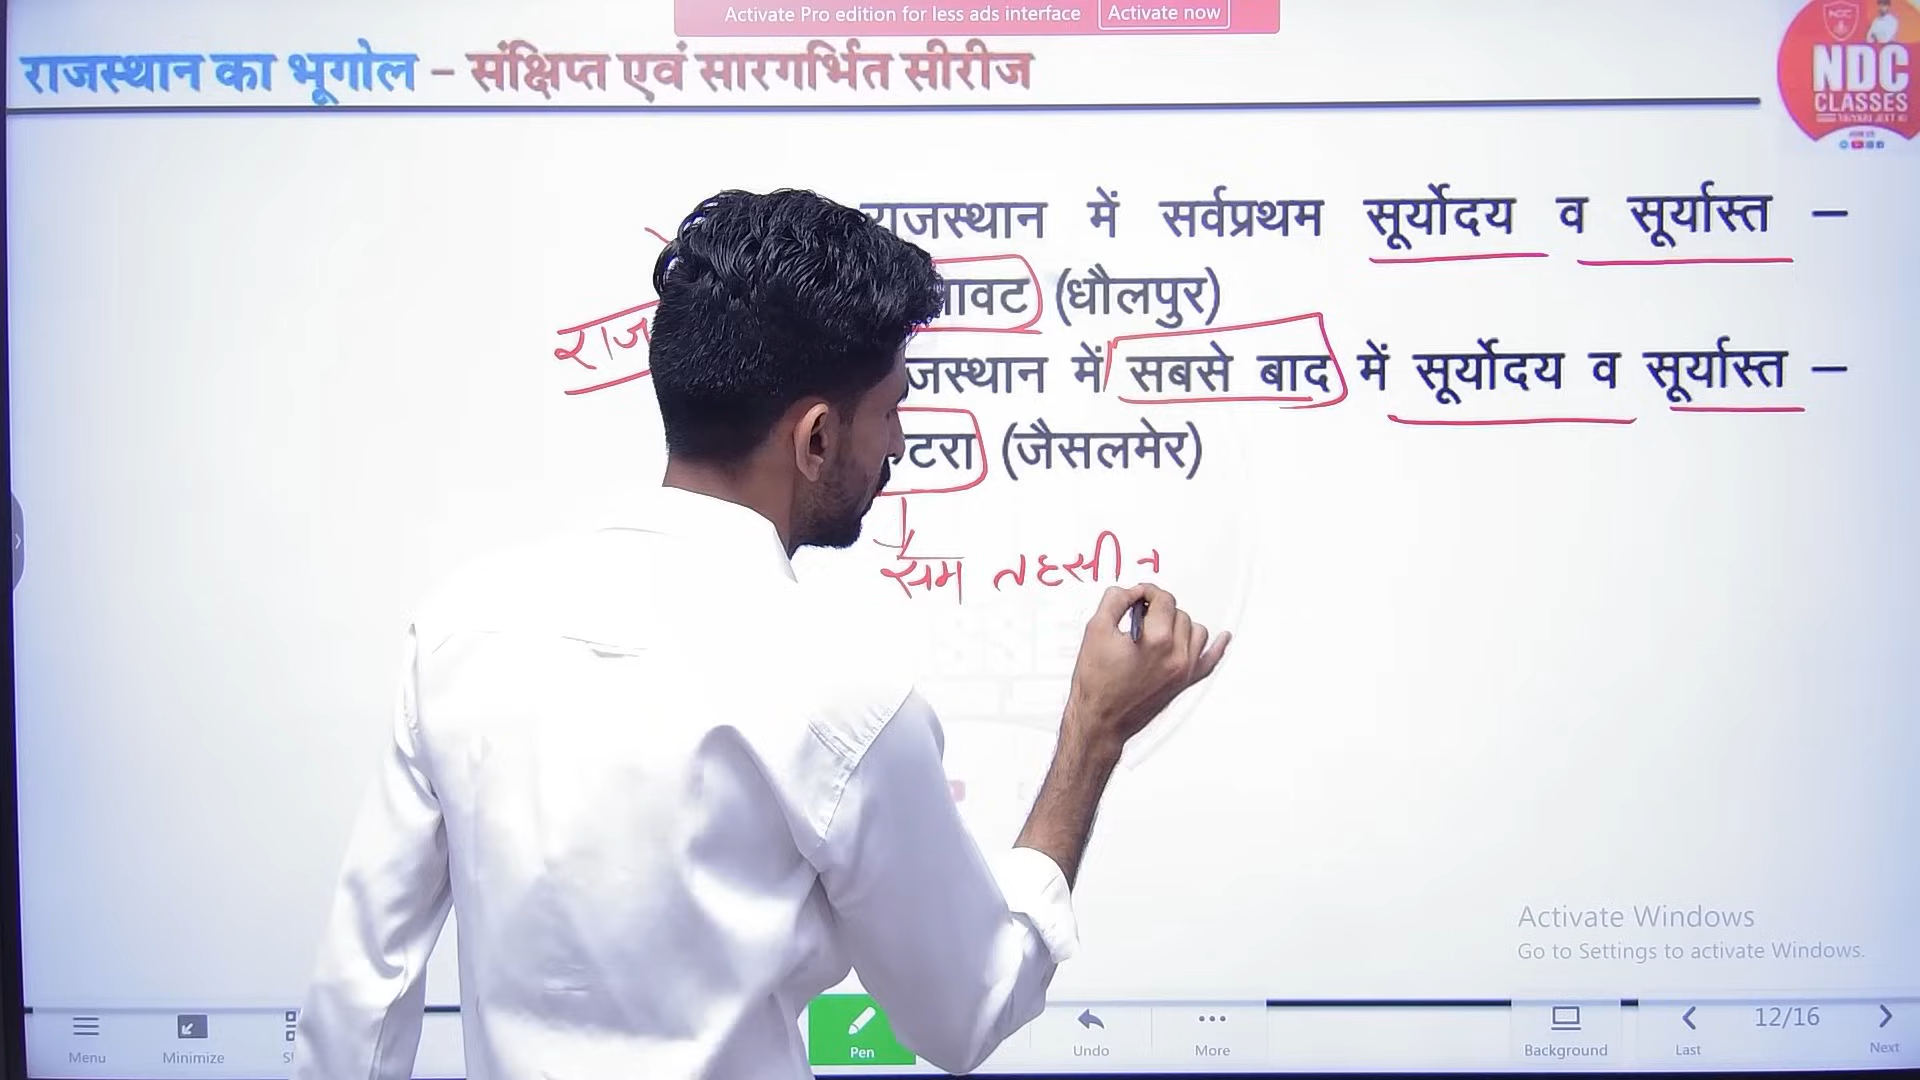 Activate Pro edition for less ads interface Activate now
राजस्थान का भूगोल – संक्षिप्त एवं सारगर्भित सीरीज
NDC
CLASSES
राजस्थान में सर्वप्रथम सूर्योदय व सूर्यास्त –
(धौलपुर)
में सबसे बाद में सूर्योदय व सूर्यास्त –
(जैसलमेर)
सम
Activate Windows
Go to Settings to activate Windows.
Menu Minimize Pen Undo More Background Last 12/16 Next